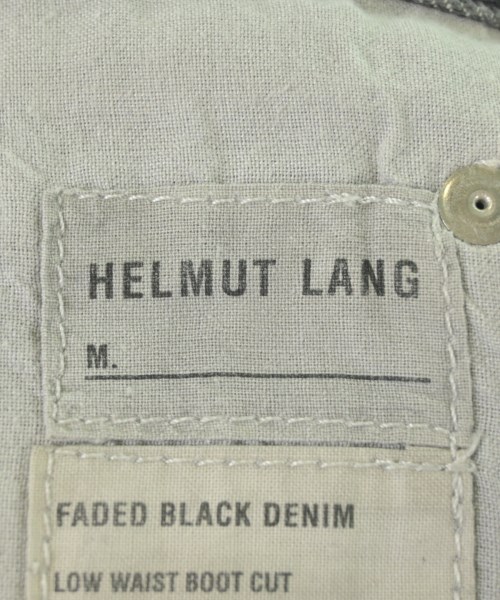 HELMUT LANG
M.
FADED BLACK DENIM
LOW WAIST BOOT CUT